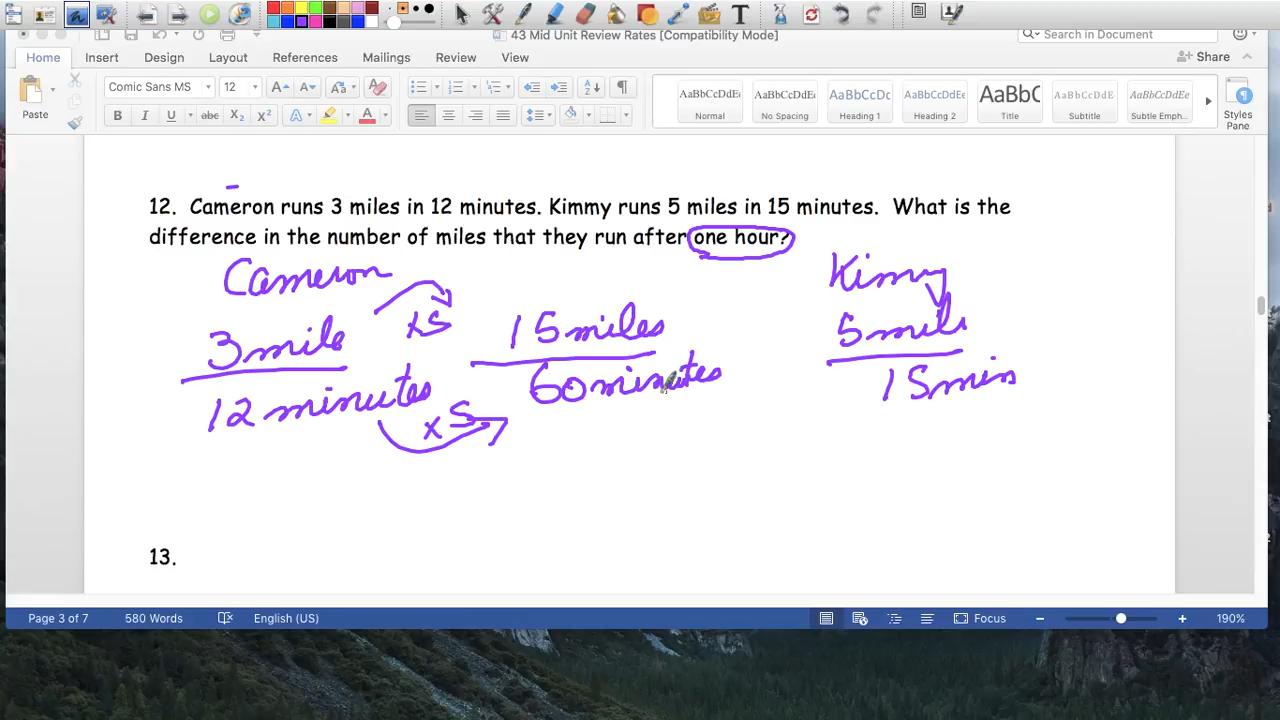 43 Mid Unit Review Rates [Compatibility Mode]
Search in Document
Home Insert Design Layout References Mailings Review View
Share
Comic Sans MS 12
Paste
AaBbCcDdEe AaBbCcDdEe AaBbCcDc AaBbCcDdEe AaBbC AaBbCcDdEe AaBbCcDdEe
Normal No Spacing Heading 1 Heading 2 Title Subtitle Subtle Emph...
Styles
Pane
12. Cameron runs 3 miles in 12 minutes. Kimmy runs 5 miles in 15 minutes. What is the
difference in the number of miles that they run after one hour?
Cameron
Kimmy
3 mile x5 15 miles
12 minutes x5 60 minutes
5 mile
15 min
13.
Page 3 of 7 580 Words English (US) Focus 190%